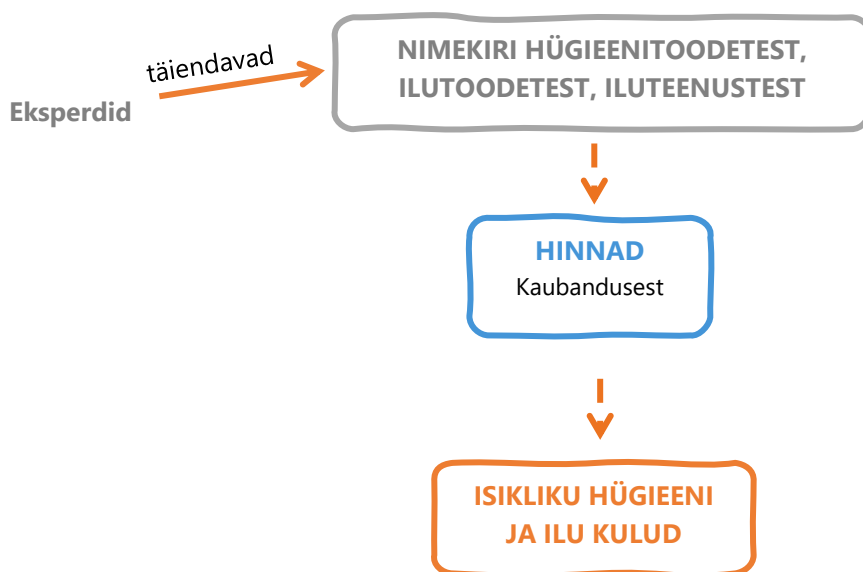 täiendavad
Eksperdid
NIMEKIRI HÜGIEENITOODETEST,
ILUTOODETEST, ILUTEENUSTEST
HINNAD
Kaubandusest
ISIKLIKU HÜGIEENI
JA ILU KULUD